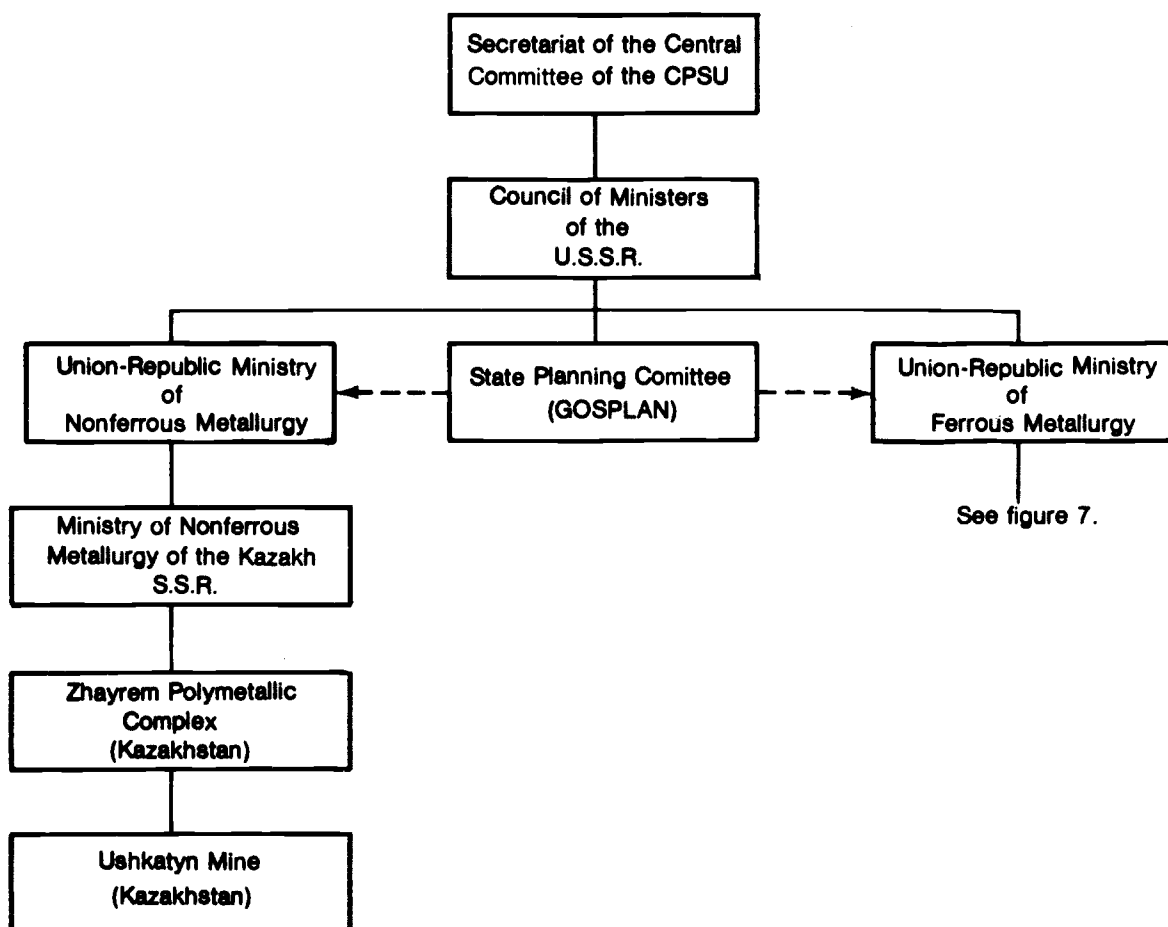 Secretariat of the Central
Committee of the CPSU
Council of Ministers
of the
U.S.S.R.
Union-Republic Ministry
of
Nonferrous Metallurgy
State Planning Comittee
(GOSPLAN)
Union-Republic Ministry
of
Ferrous Metallurgy
See figure 7.
Ministry of Nonferrous
Metallurgy of the Kazakh
S.S.R.
Zhayrem Polymetallic
Complex
(Kazakhstan)
Ushkatyn Mine
(Kazakhstan)